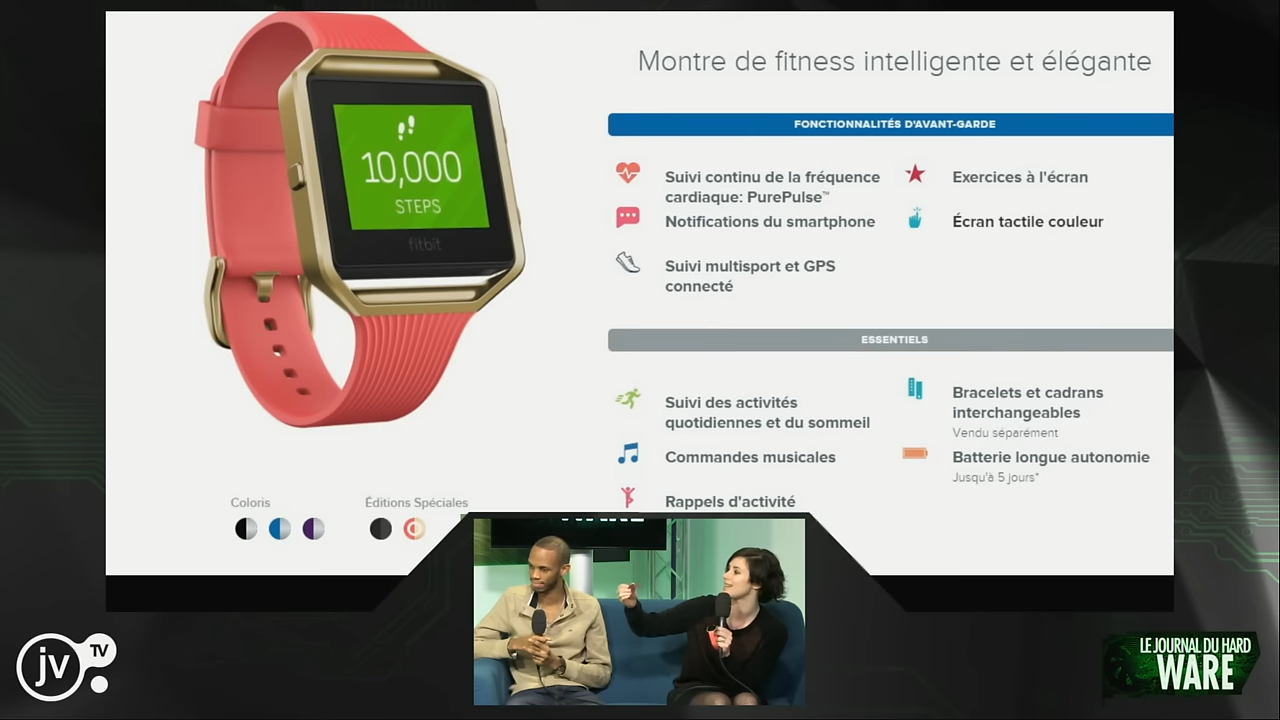 Montre de fitness intelligente et élégante
FONCTIONNALITÉS D'AVANT-GARDE
Suivi continu de la fréquence
cardiaque: PurePulse™
Exercices à l'écran
Notifications du smartphone
Écran tactile couleur
Suivi multisport et GPS
connecté
10,000
STEPS
fitbit
ESSENTIELS
Suivi des activités
quotidiennes et du sommeil
Bracelets et cadrans
interchangeables
Vendu séparément
Commandes musicales
Batterie longue autonomie
Jusqu'à 5 jours*
Rappels d'activité
Coloris
Éditions Spéciales
jv TV
LE JOURNAL DU HARD
WARE